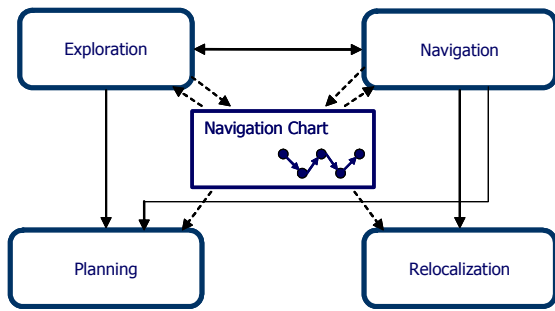 Exploration
Navigation
Navigation Chart
Planning
Relocalization